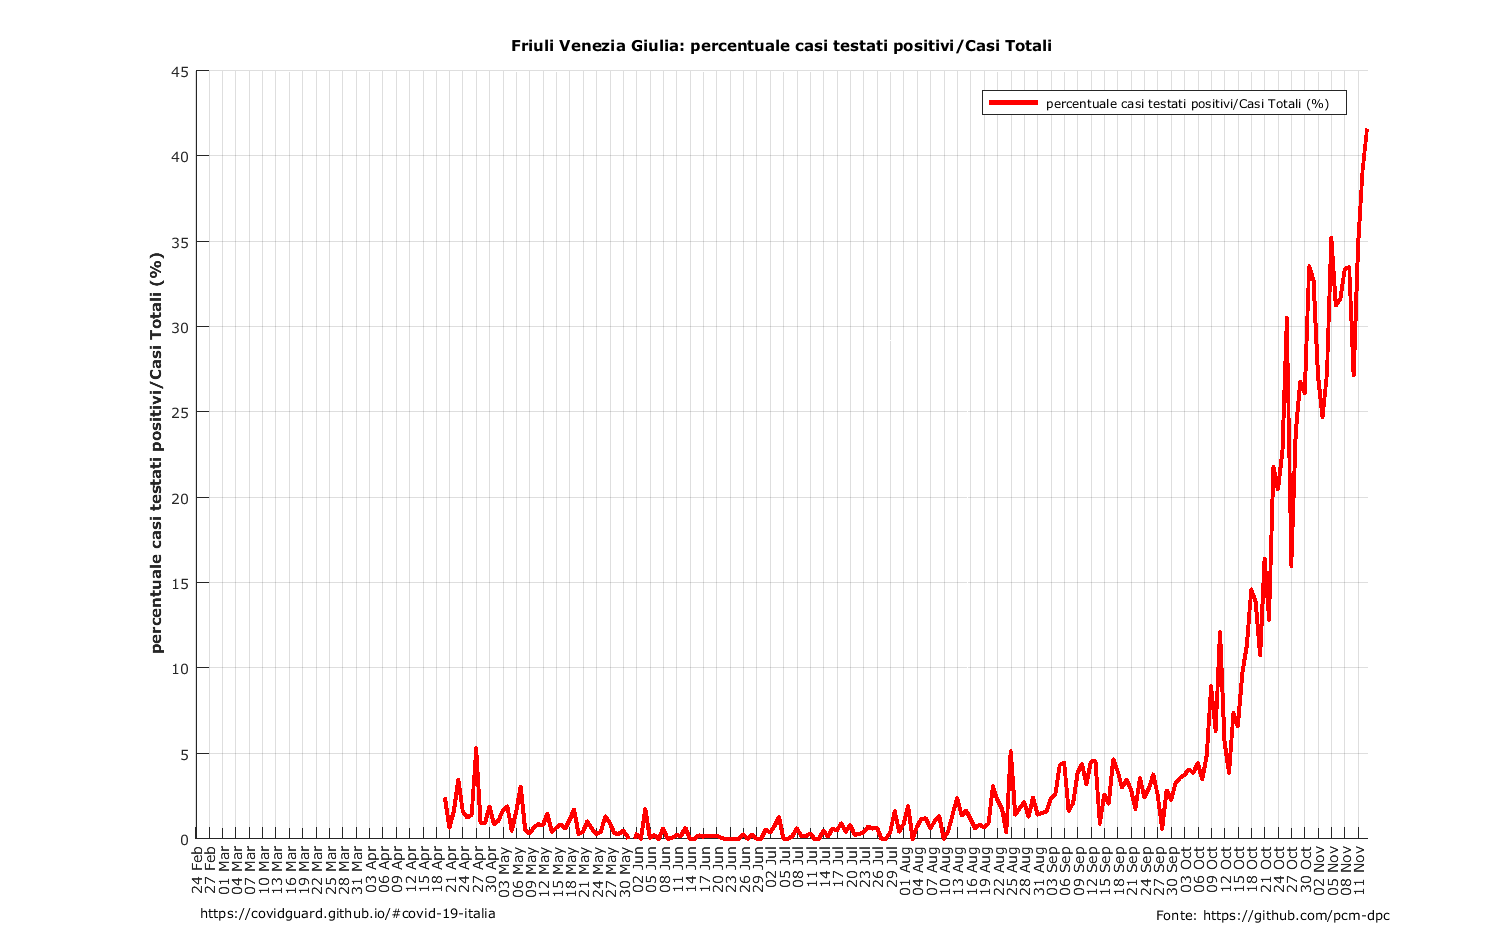 Friuli Venezia Giulia: percentuale casi testati positivi/Casi Totali
percentuale casi testati positivi/Casi Totali (%)
percentuale casi testati positivi/Casi Totali (%)
45
40
35
30
25
20
15
10
5
0
24 Feb
27 Feb
01 Mar
04 Mar
07 Mar
10 Mar
13 Mar
16 Mar
19 Mar
22 Mar
25 Mar
28 Mar
31 Mar
03 Apr
06 Apr
09 Apr
12 Apr
15 Apr
18 Apr
21 Apr
24 Apr
27 Apr
30 Apr
03 May
06 May
09 May
12 May
15 May
18 May
21 May
24 May
27 May
30 May
02 Jun
05 Jun
08 Jun
11 Jun
14 Jun
17 Jun
20 Jun
23 Jun
26 Jun
29 Jun
02 Jul
05 Jul
08 Jul
11 Jul
14 Jul
17 Jul
20 Jul
23 Jul
26 Jul
29 Jul
01 Aug
04 Aug
07 Aug
10 Aug
13 Aug
16 Aug
19 Aug
22 Aug
25 Aug
28 Aug
31 Aug
03 Sep
06 Sep
09 Sep
12 Sep
15 Sep
18 Sep
21 Sep
24 Sep
27 Sep
30 Sep
03 Oct
06 Oct
09 Oct
12 Oct
15 Oct
18 Oct
21 Oct
24 Oct
27 Oct
30 Oct
02 Nov
05 Nov
08 Nov
11 Nov
https://covidguard.github.io/#covid-19-italia
Fonte: https://github.com/pcm-dpc